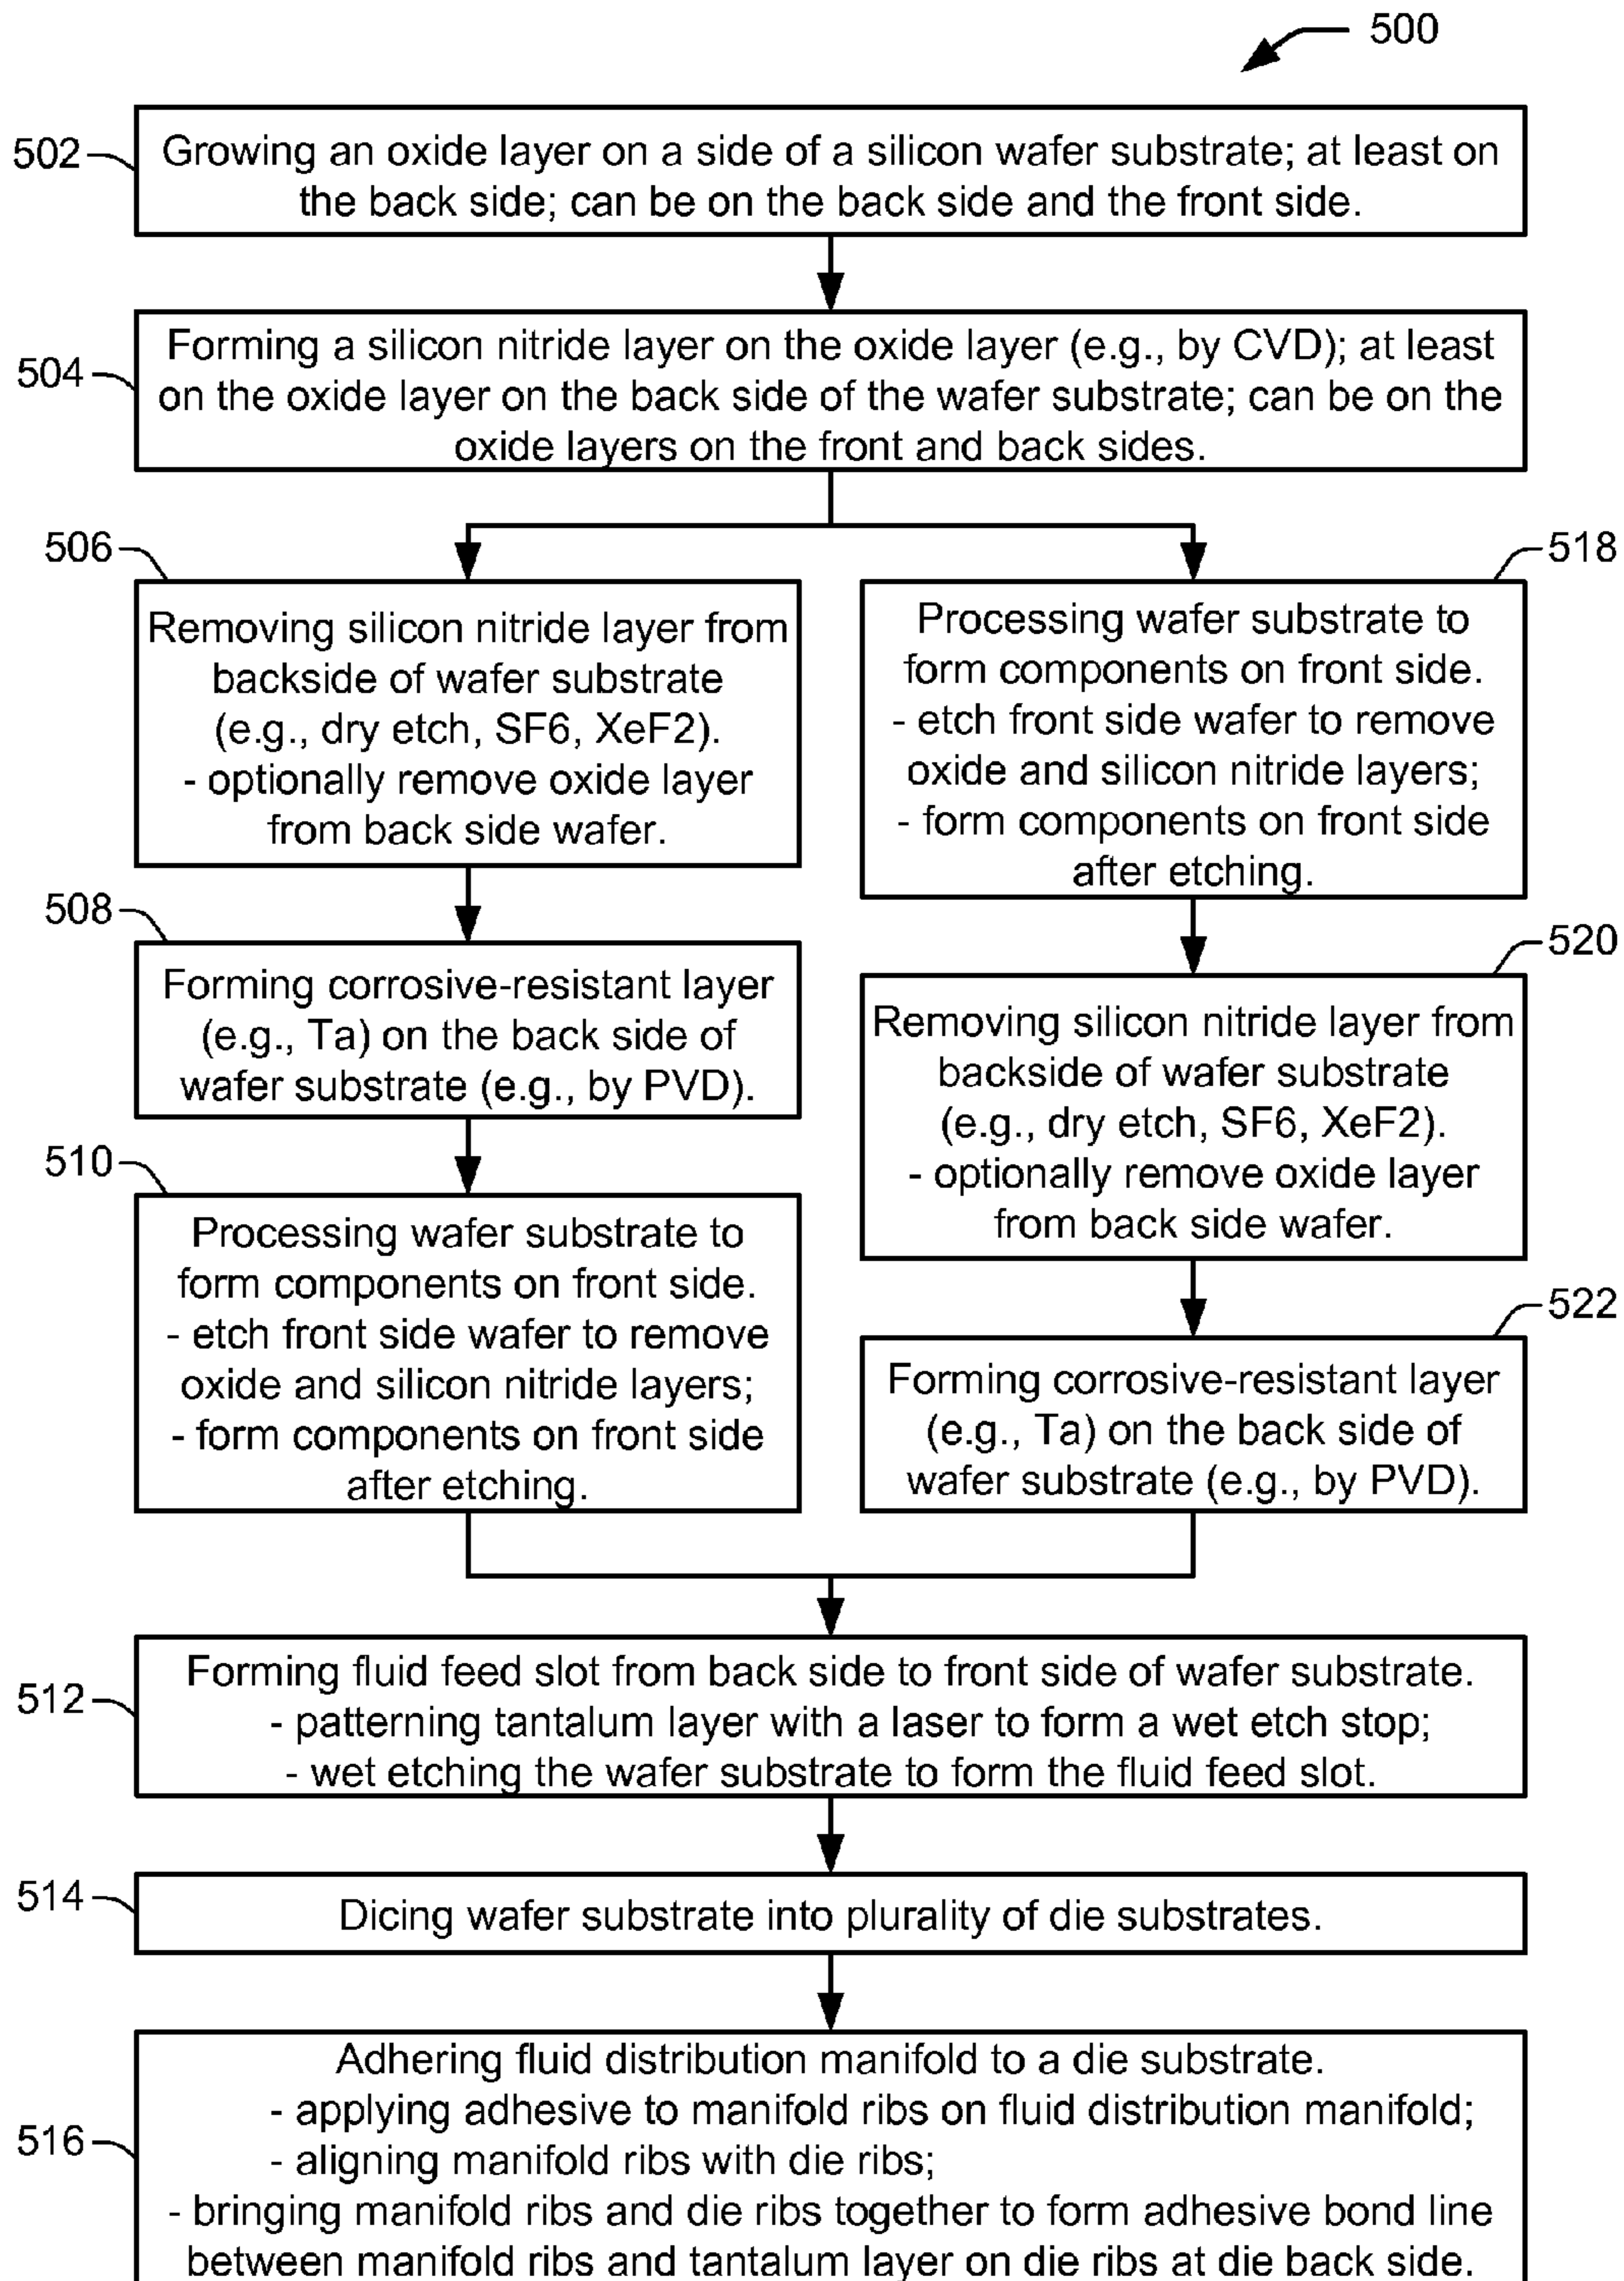 500
502
Growing an oxide layer on a side of a silicon wafer substrate; at least on
the back side; can be on the back side and the front side.
504
Forming a silicon nitride layer on the oxide layer (e.g., by CVD); at least
on the oxide layer on the back side of the wafer substrate; can be on the
oxide layers on the front and back sides.
506
Removing silicon nitride layer from
backside of wafer substrate
(e.g., dry etch, SF6, XeF2).
- optionally remove oxide layer
from back side wafer.
508
Forming corrosive-resistant layer
(e.g., Ta) on the back side of
wafer substrate (e.g., by PVD).
510
Processing wafer substrate to
form components on front side.
- etch front side wafer to remove
oxide and silicon nitride layers;
- form components on front side
after etching.
518
Processing wafer substrate to
form components on front side.
- etch front side wafer to remove
oxide and silicon nitride layers;
- form components on front side
after etching.
520
Removing silicon nitride layer from
backside of wafer substrate
(e.g., dry etch, SF6, XeF2).
- optionally remove oxide layer
from back side wafer.
522
Forming corrosive-resistant layer
(e.g., Ta) on the back side of
wafer substrate (e.g., by PVD).
512
Forming fluid feed slot from back side to front side of wafer substrate.
- patterning tantalum layer with a laser to form a wet etch stop;
- wet etching the wafer substrate to form the fluid feed slot.
514
Dicing wafer substrate into plurality of die substrates.
516
Adhering fluid distribution manifold to a die substrate.
- applying adhesive to manifold ribs on fluid distribution manifold;
- aligning manifold ribs with die ribs;
- bringing manifold ribs and die ribs together to form adhesive bond line
between manifold ribs and tantalum layer on die ribs at die back side.